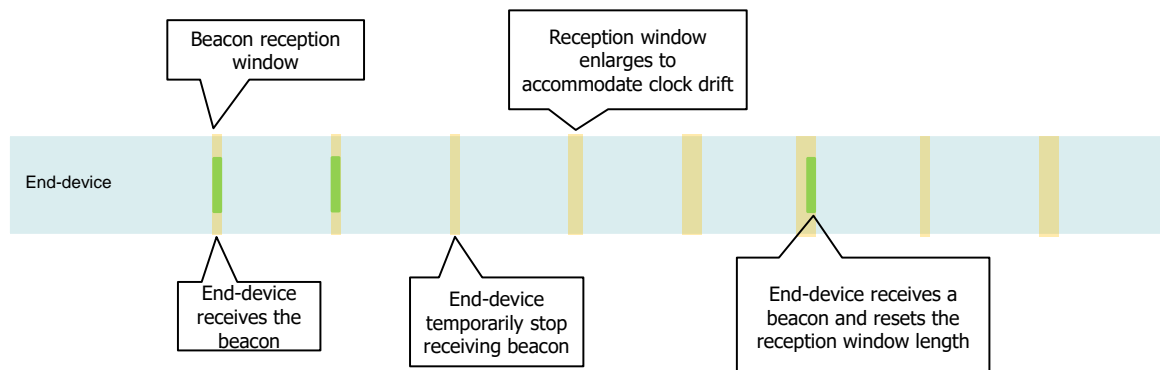 Beacon reception
window
Reception window
enlarges to
accommodate clock drift
End-device
End-device
receives the
beacon
End-device
temporarily stop
receiving beacon
End-device receives a
beacon and resets the
reception window length